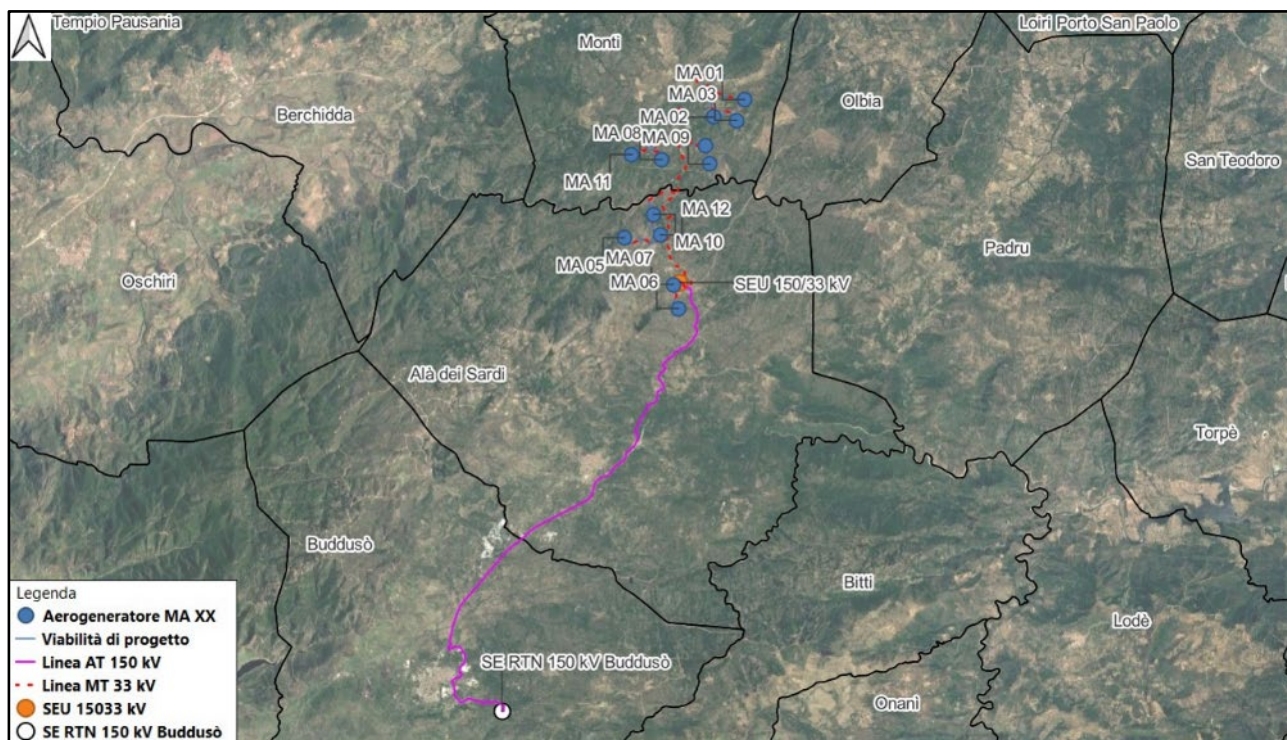 Tempio Pausania
Monti
Loiri Porto San Paolo
MA 01
MA 03
Olbia
Berchidda
MA 02
MA 08
MA 09
San Teodoro
MA 11
MA 12
MA 10
Padru
MA 07
MA 05
Oschiri
MA 06
SEU 150/33 kV
Alà dei Sardi
Torpè
Buddusò
Bitti
Lodè
SE RTN 150 kV Buddusò
Onanì
Legenda
Aerogeneratore MA XX
Viabilità di progetto
Linea AT 150 kV
Linea MT 33 kV
SEU 15033 kV
SE RTN 150 kV Buddusò